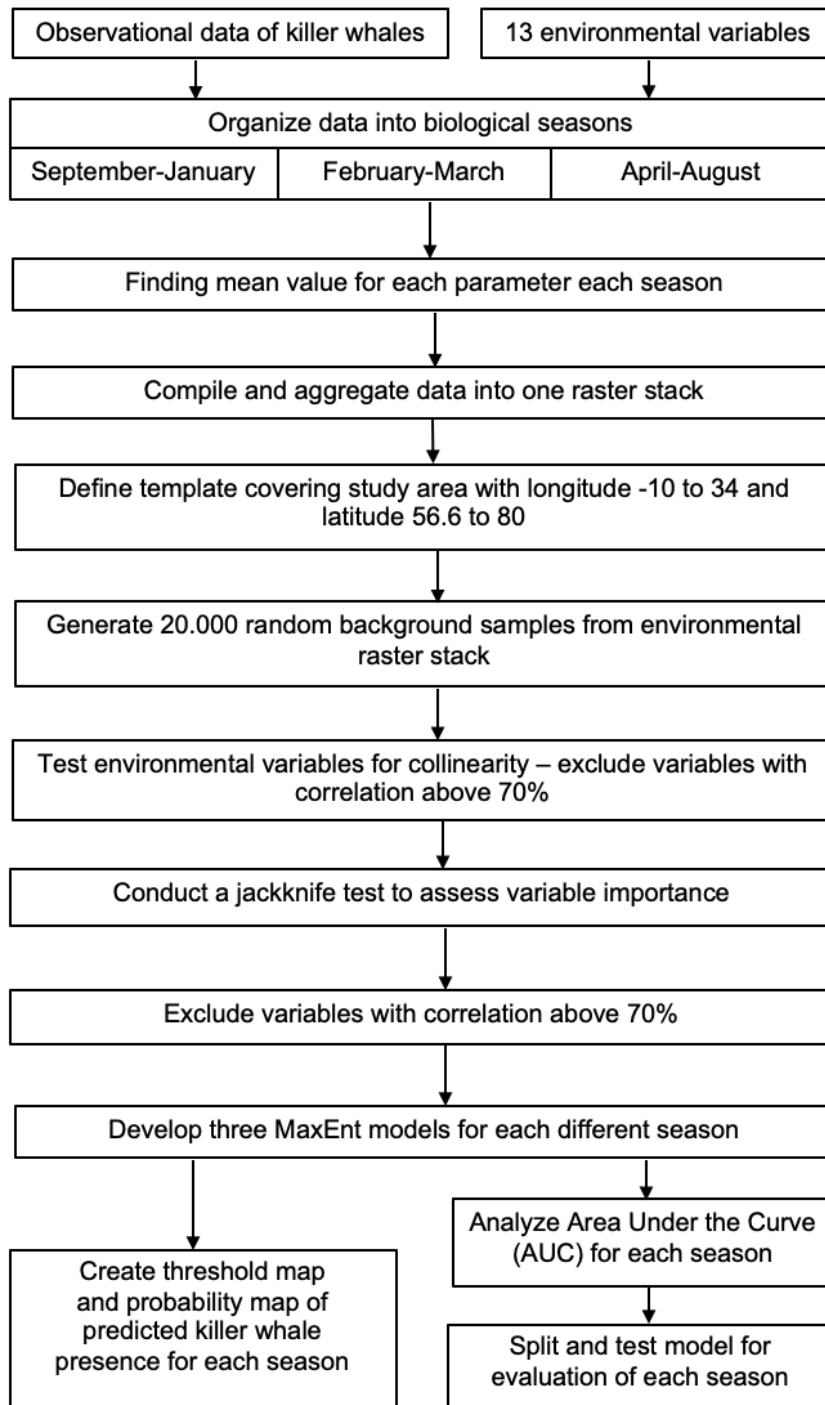 Observational data of killer whales
13 environmental variables
Organize data into biological seasons
September-January
February-March
April-August
Finding mean value for each parameter each season
Compile and aggregate data into one raster stack
Define template covering study area with longitude -10 to 34 and
latitude 56.6 to 80
Generate 20.000 random background samples from environmental
raster stack
Test environmental variables for collinearity – exclude variables with
correlation above 70%
Conduct a jackknife test to assess variable importance
Exclude variables with correlation above 70%
Develop three MaxEnt models for each different season
Create threshold map
and probability map of
predicted killer whale
presence for each season
Analyze Area Under the Curve
(AUC) for each season
Split and test model for
evaluation of each season